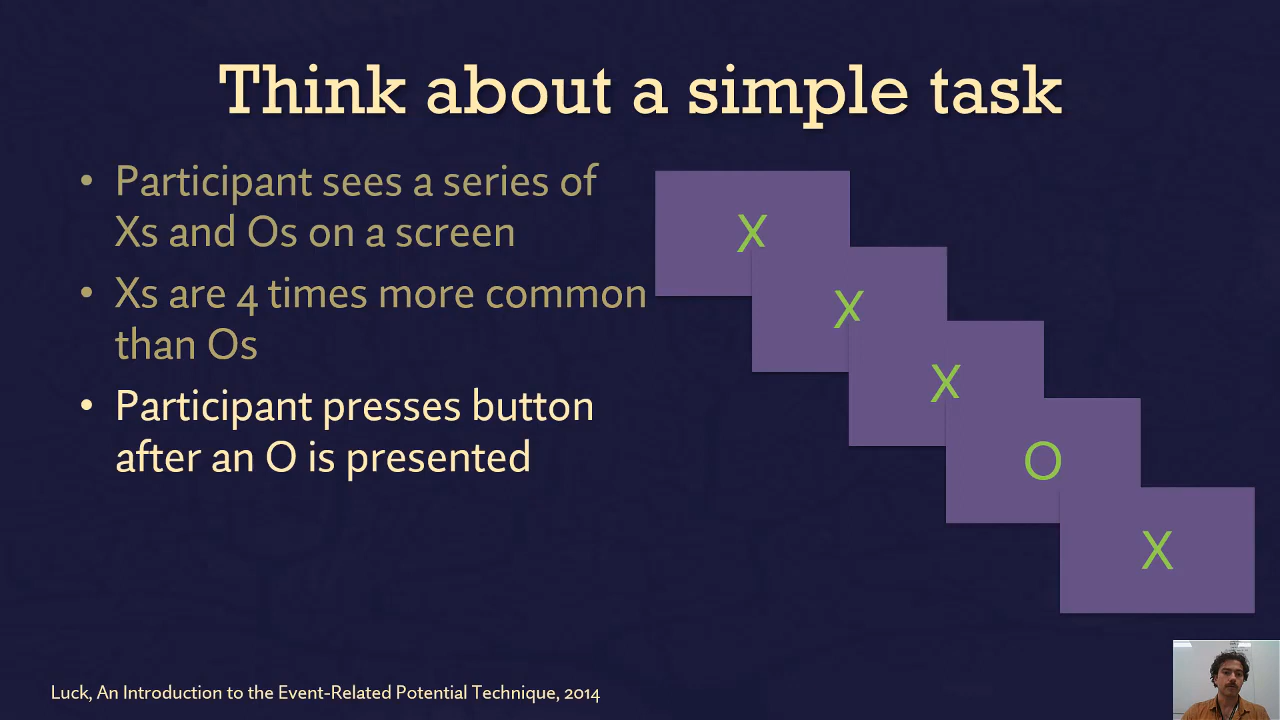 Think about a simple task
• Participant sees a series of
Xs and Os on a screen
• Xs are 4 times more common
than Os
• Participant presses button
after an O is presented
X
X
X
O
X
Luck, An Introduction to the Event-Related Potential Technique, 2014